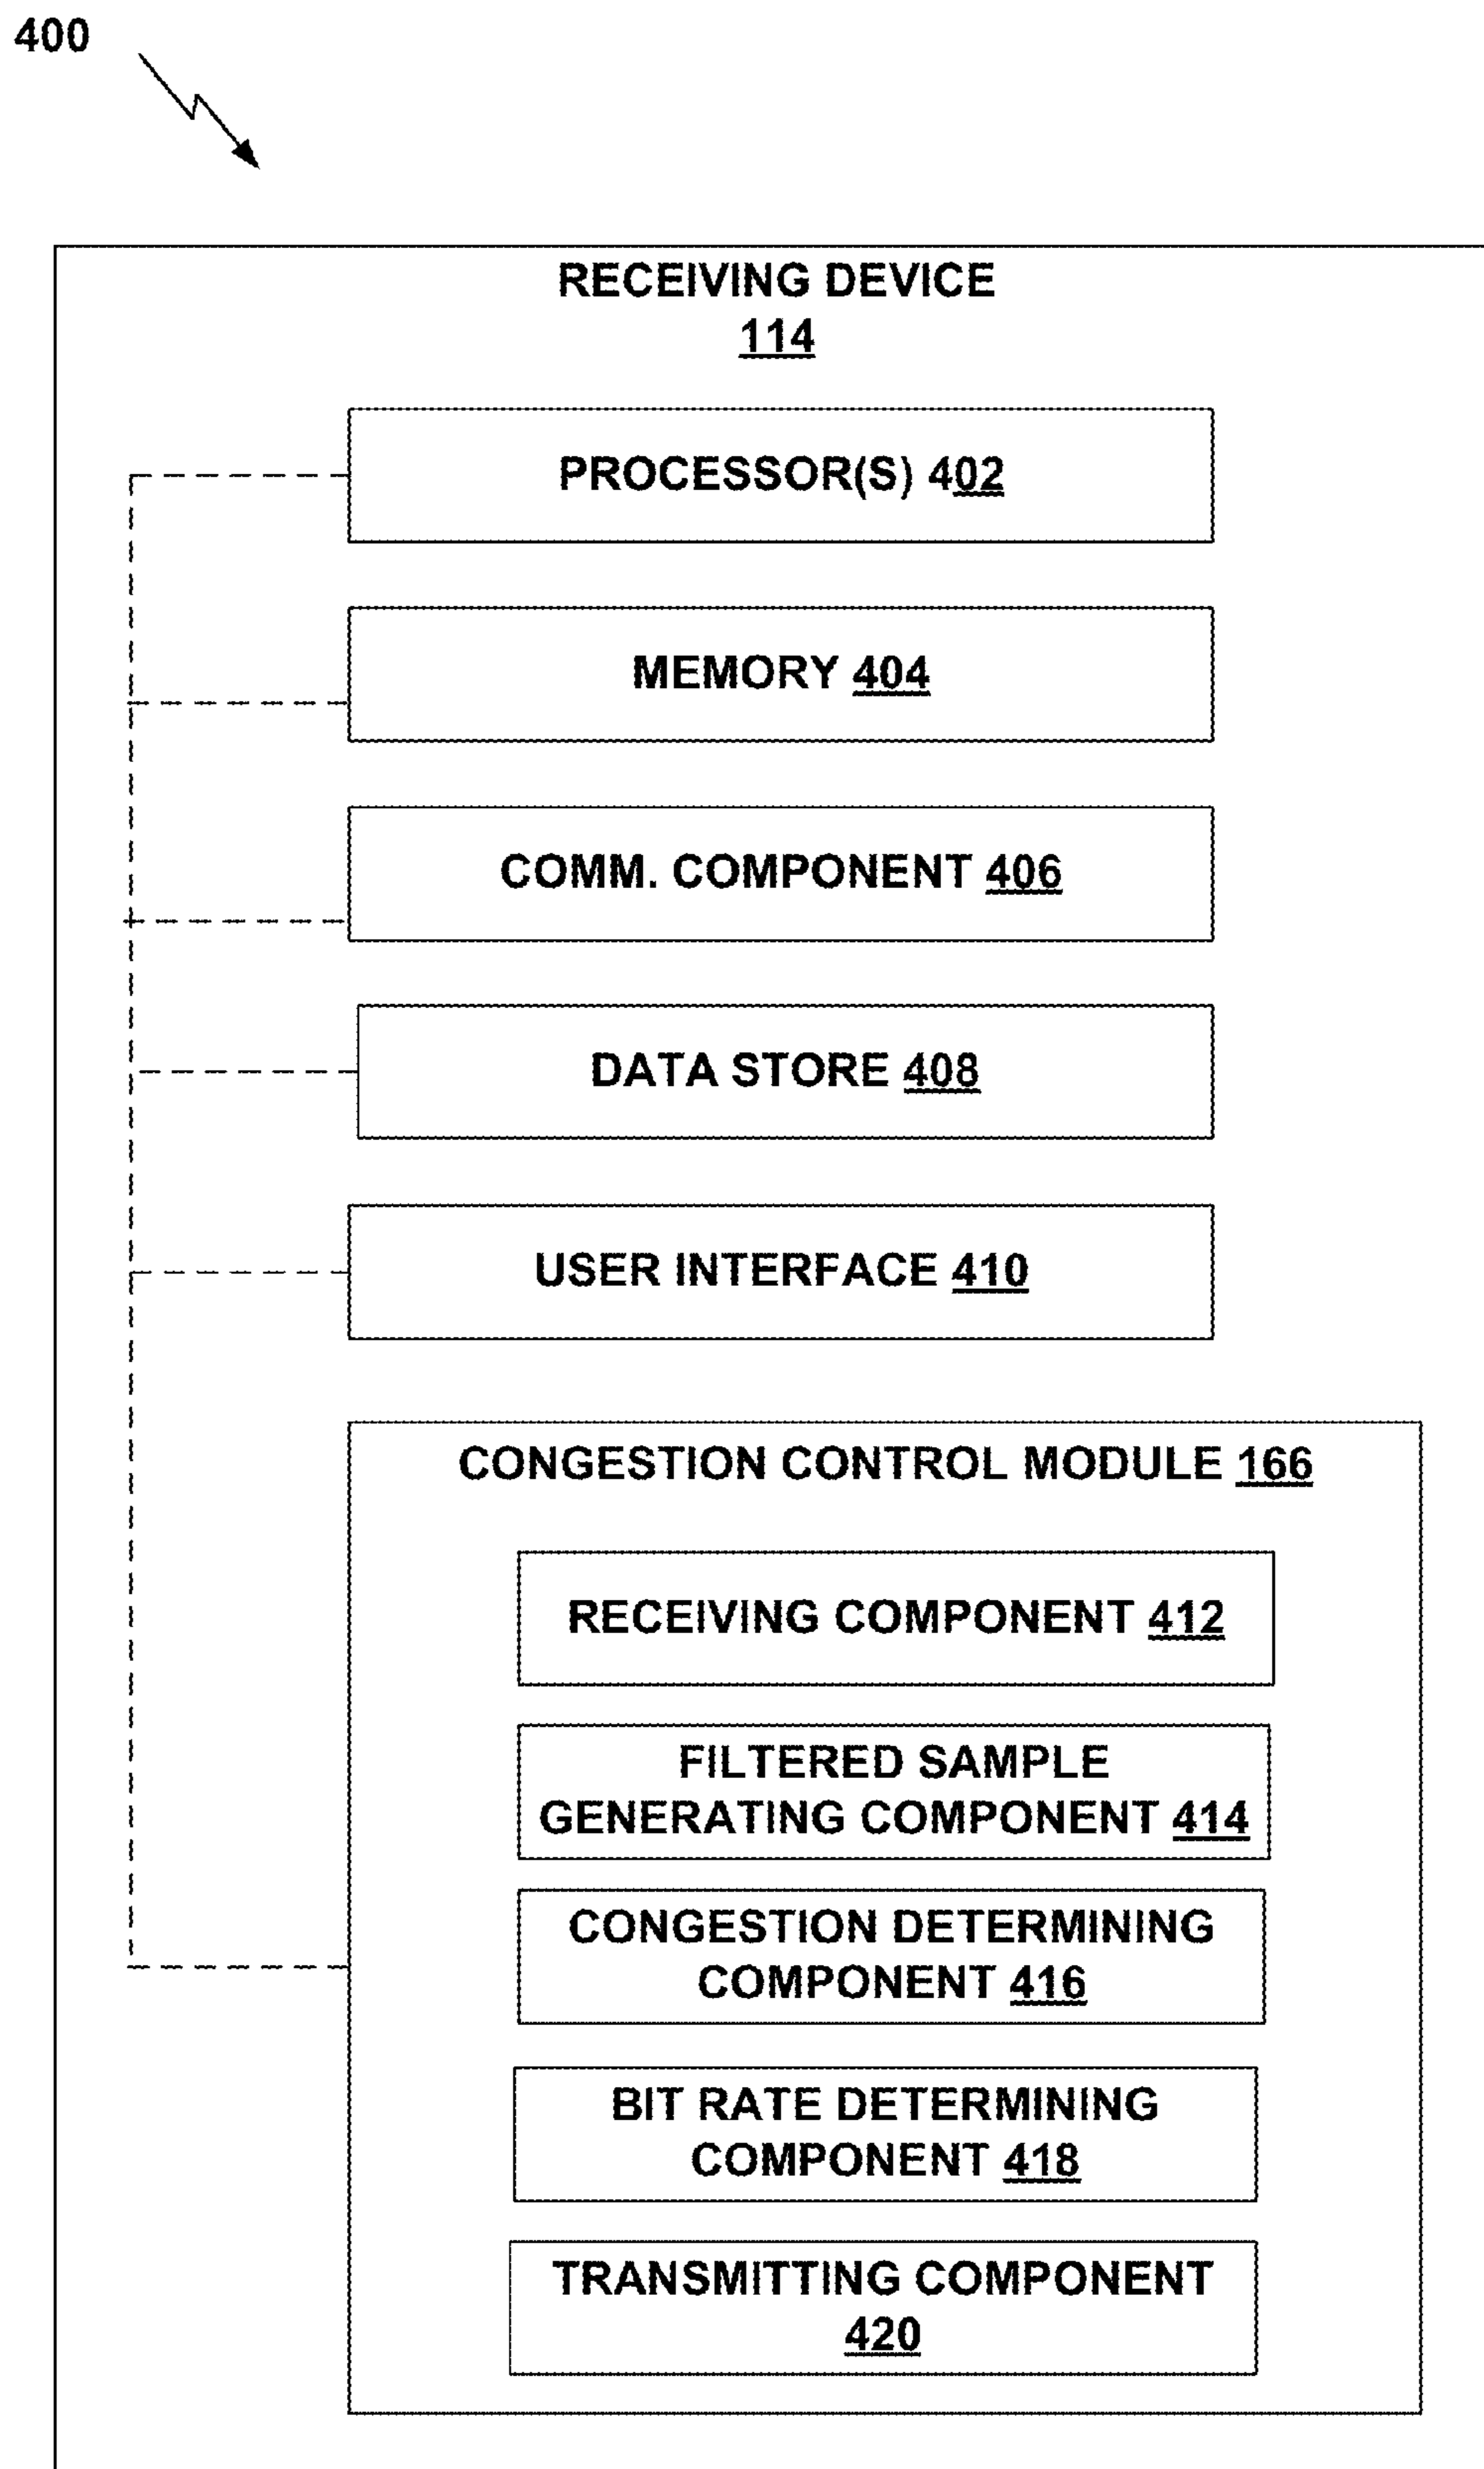 400
RECEIVING DEVICE
114
PROCESSOR(S) 402
MEMORY 404
COMM. COMPONENT 406
DATA STORE 408
USER INTERFACE 410
CONGESTION CONTROL MODULE 166
RECEIVING COMPONENT 412
FILTERED SAMPLE
GENERATING COMPONENT 414
CONGESTION DETERMINING
COMPONENT 416
BIT RATE DETERMINING
COMPONENT 418
TRANSMITTING COMPONENT
420